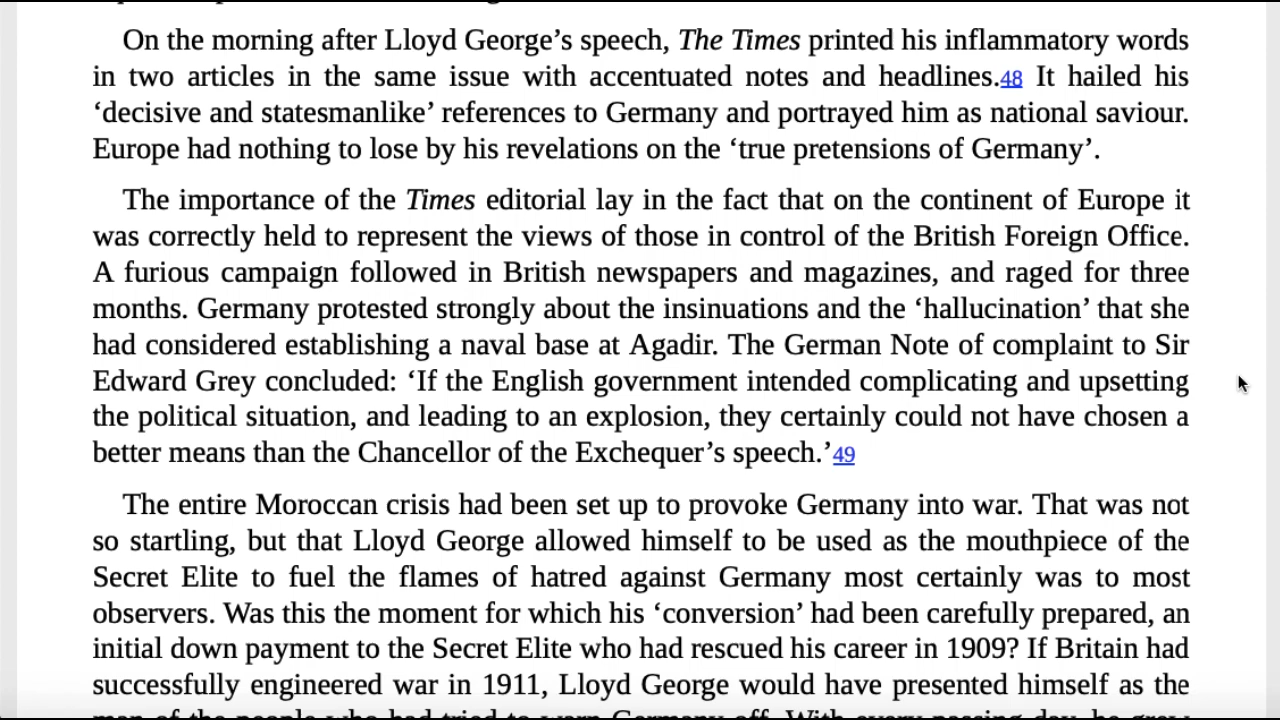 On the morning after Lloyd George’s speech, The Times printed his inflammatory words
in two articles in the same issue with accentuated notes and headlines.48 It hailed his
‘decisive and statesmanlike’ references to Germany and portrayed him as national saviour.
Europe had nothing to lose by his revelations on the ‘true pretensions of Germany’.
The importance of the Times editorial lay in the fact that on the continent of Europe it
was correctly held to represent the views of those in control of the British Foreign Office.
A furious campaign followed in British newspapers and magazines, and raged for three
months. Germany protested strongly about the insinuations and the ‘hallucination’ that she
had considered establishing a naval base at Agadir. The German Note of complaint to Sir
Edward Grey concluded: ‘If the English government intended complicating and upsetting
the political situation, and leading to an explosion, they certainly could not have chosen a
better means than the Chancellor of the Exchequer’s speech.’49
The entire Moroccan crisis had been set up to provoke Germany into war. That was not
so startling, but that Lloyd George allowed himself to be used as the mouthpiece of the
Secret Elite to fuel the flames of hatred against Germany most certainly was to most
observers. Was this the moment for which his ‘conversion’ had been carefully prepared, an
initial down payment to the Secret Elite who had rescued his career in 1909? If Britain had
successfully engineered war in 1911, Lloyd George would have presented himself as the